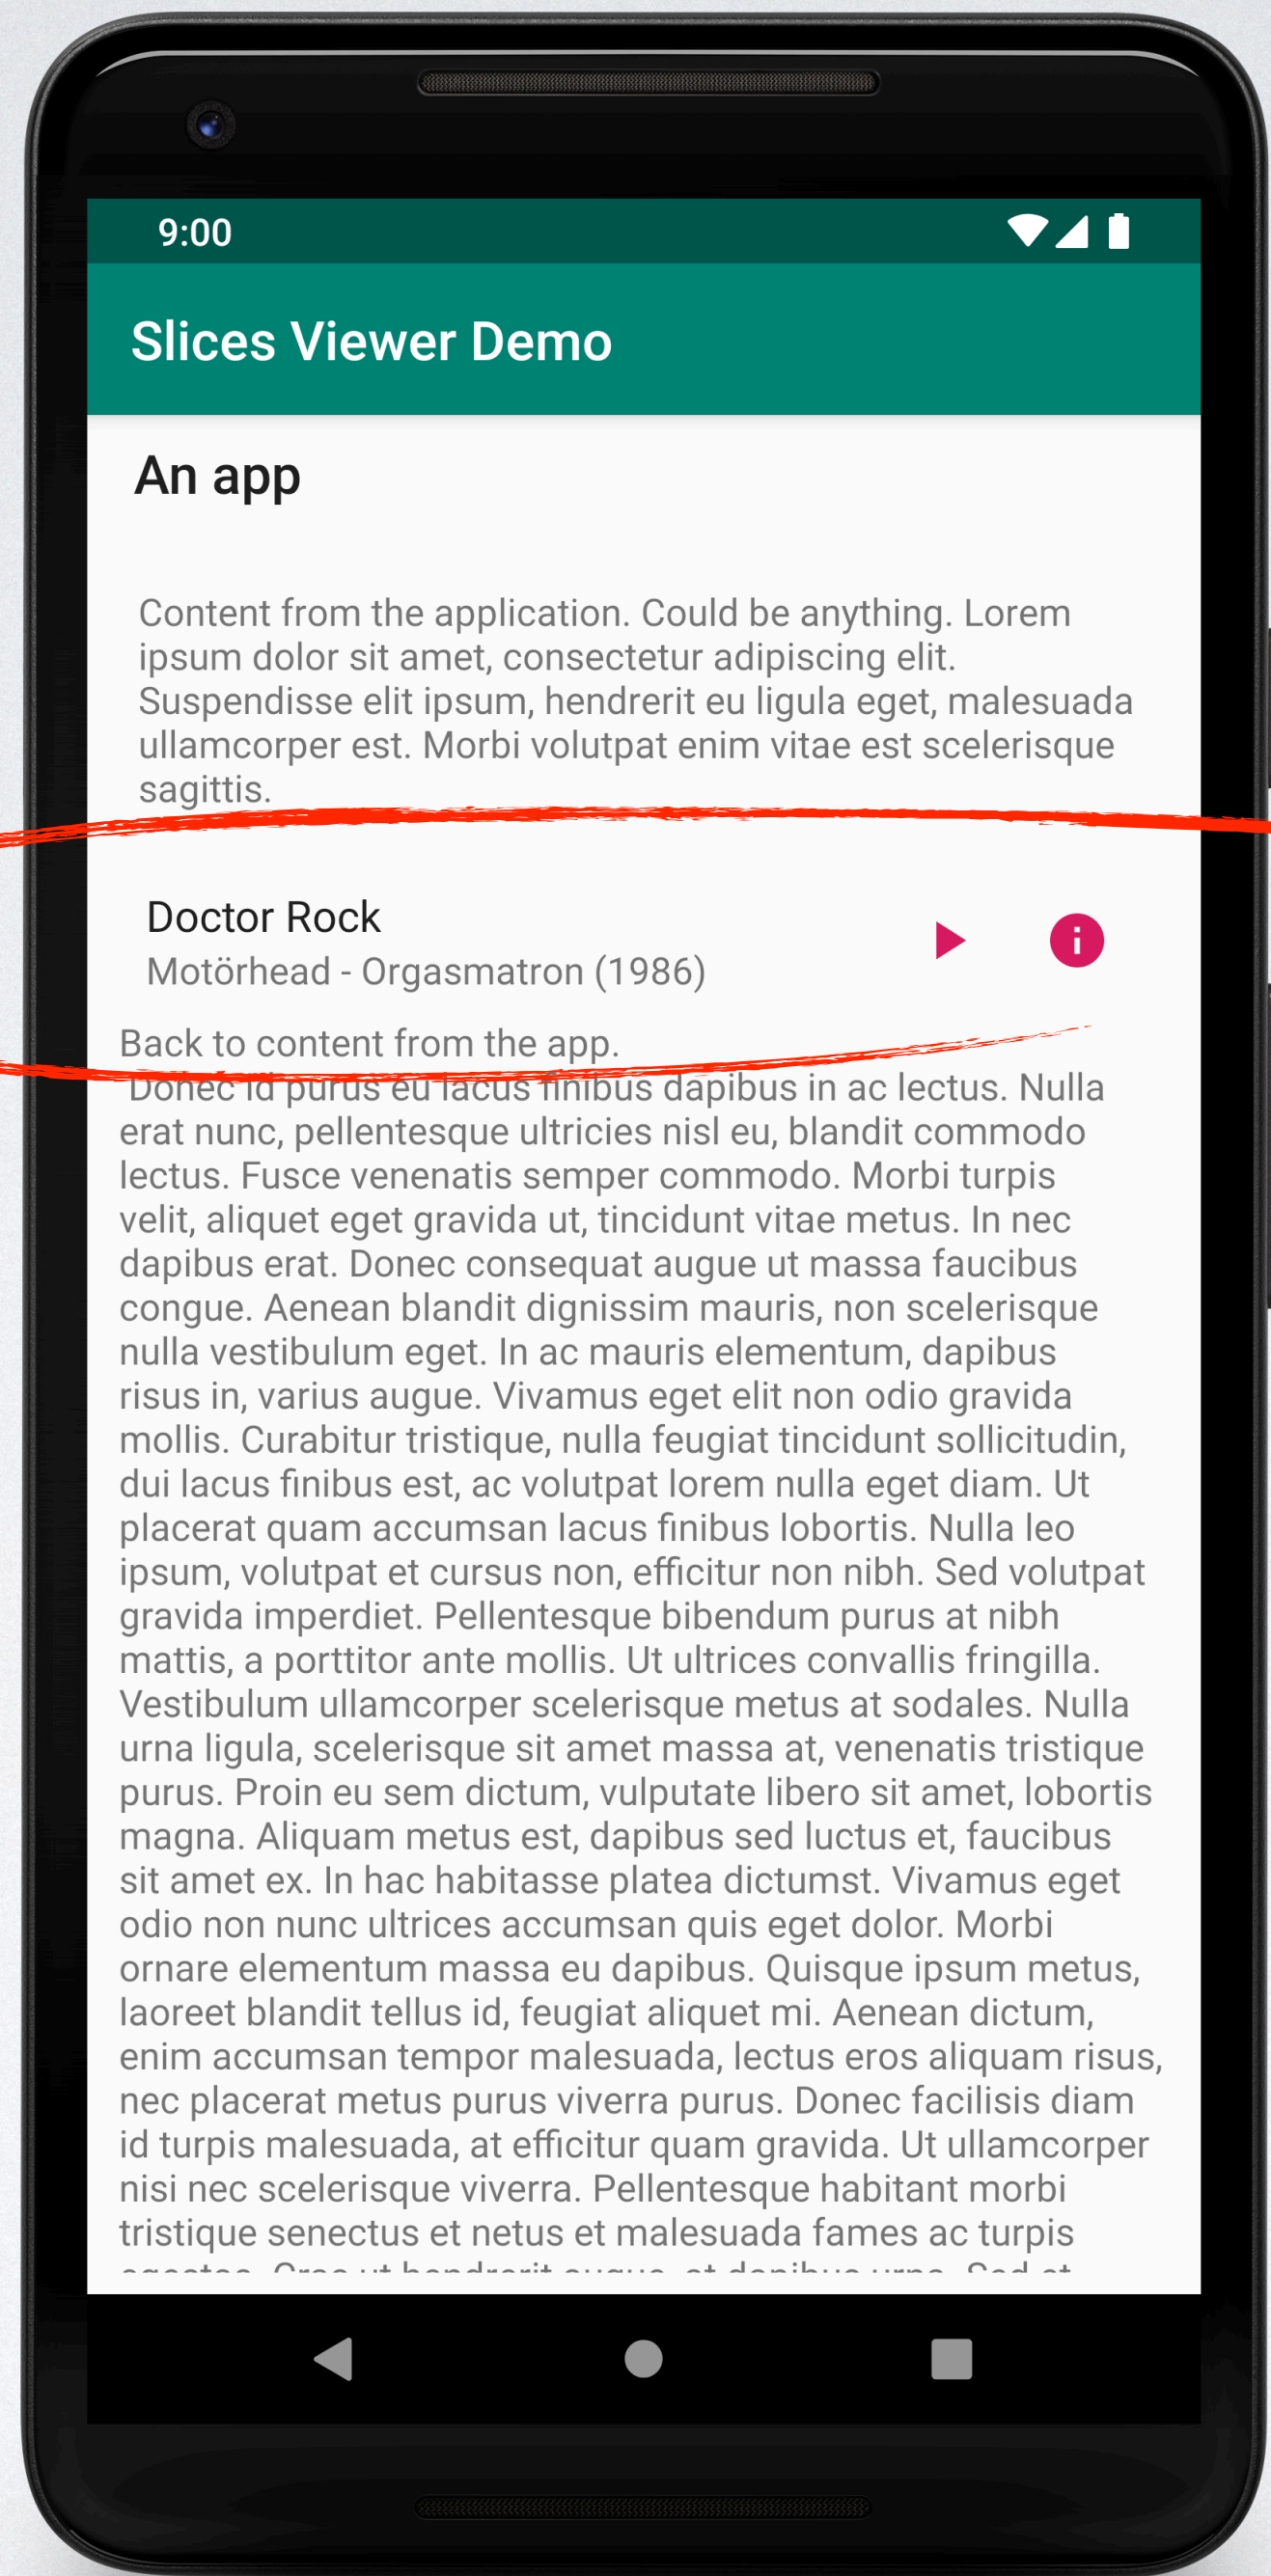 9:00
Slices Viewer Demo
An app
Content from the application. Could be anything. Lorem
ipsum dolor sit amet, consectetur adipiscing elit.
Suspendisse elit ipsum, hendrerit eu ligula eget, malesuada
ullamcorper est. Morbi volutpat enim vitae est scelerisque
sagittis.
Doctor Rock
Motörhead - Orgasmatron (1986)
Back to content from the app.
Donec id purus eu lacus finibus dapibus in ac lectus. Nulla
erat nunc, pellentesque ultricies nisl eu, blandit commodo
lectus. Fusce venenatis semper commodo. Morbi turpis
velit, aliquet eget gravida ut, tincidunt vitae metus. In nec
dapibus erat. Donec consequat augue ut massa faucibus
congue. Aenean blandit dignissim mauris, non scelerisque
nulla vestibulum eget. In ac mauris elementum, dapibus
risus in, varius augue. Vivamus eget elit non odio gravida
mollis. Curabitur tristique, nulla feugiat tincidunt sollicitudin,
dui lacus finibus est, ac volutpat lorem nulla eget diam. Ut
placerat quam accumsan lacus finibus lobortis. Nulla leo
ipsum, volutpat et cursus non, efficitur non nibh. Sed volutpat
gravida imperdiet. Pellentesque bibendum purus at nibh
mattis, a porttitor ante mollis. Ut ultrices convallis fringilla.
Vestibulum ullamcorper scelerisque metus at sodales. Nulla
urna ligula, scelerisque sit amet massa at, venenatis tristique
purus. Proin eu sem dictum, vulputate libero sit amet, lobortis
magna. Aliquam metus est, dapibus sed luctus et, faucibus
sit amet ex. In hac habitasse platea dictumst. Vivamus eget
odio non nunc ultrices accumsan quis eget dolor. Morbi
ornare elementum massa eu dapibus. Quisque ipsum metus,
laoreet blandit tellus id, feugiat aliquet mi. Aenean dictum,
enim accumsan tempor malesuada, lectus eros aliquam risus,
nec placerat metus purus viverra purus. Donec facilisis diam
id turpis malesuada, at efficitur quam gravida. Ut ullamcorper
nisi nec scelerisque viverra. Pellentesque habitant morbi
tristique senectus et netus et malesuada fames ac turpis